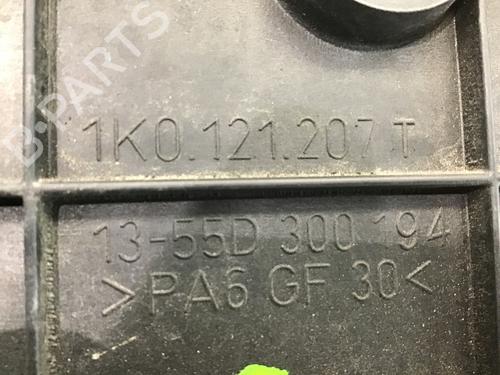 B-PARTS
1K0.121.207 T
13-55D 300 194
>PA6 GF 30<